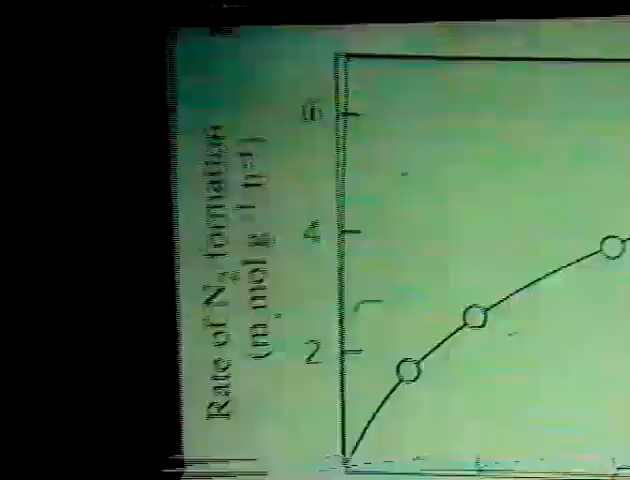 Rate of N₂ formation
(m mol g⁻¹ h⁻¹)
6
4
2